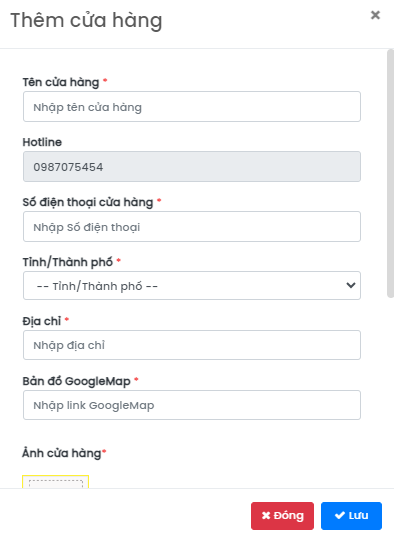 Thêm cửa hàng
Tên cửa hàng *
Nhập tên cửa hàng
Hotline
0987075454
Số điện thoại cửa hàng *
Nhập Số điện thoại
Tỉnh/Thành phố *
-- Tỉnh/Thành phố --
Địa chỉ *
Nhập địa chỉ
Bản đồ GoogleMap *
Nhập link GoogleMap
Ảnh cửa hàng*
Đóng
Lưu